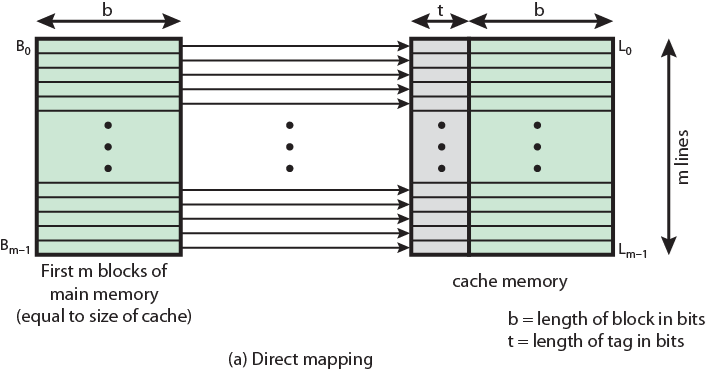 b
t
b
B0
L0
m lines
Bm–1
Lm–1
First m blocks of
main memory
(equal to size of cache)
cache memory
b = length of block in bits
t = length of tag in bits
(a) Direct mapping